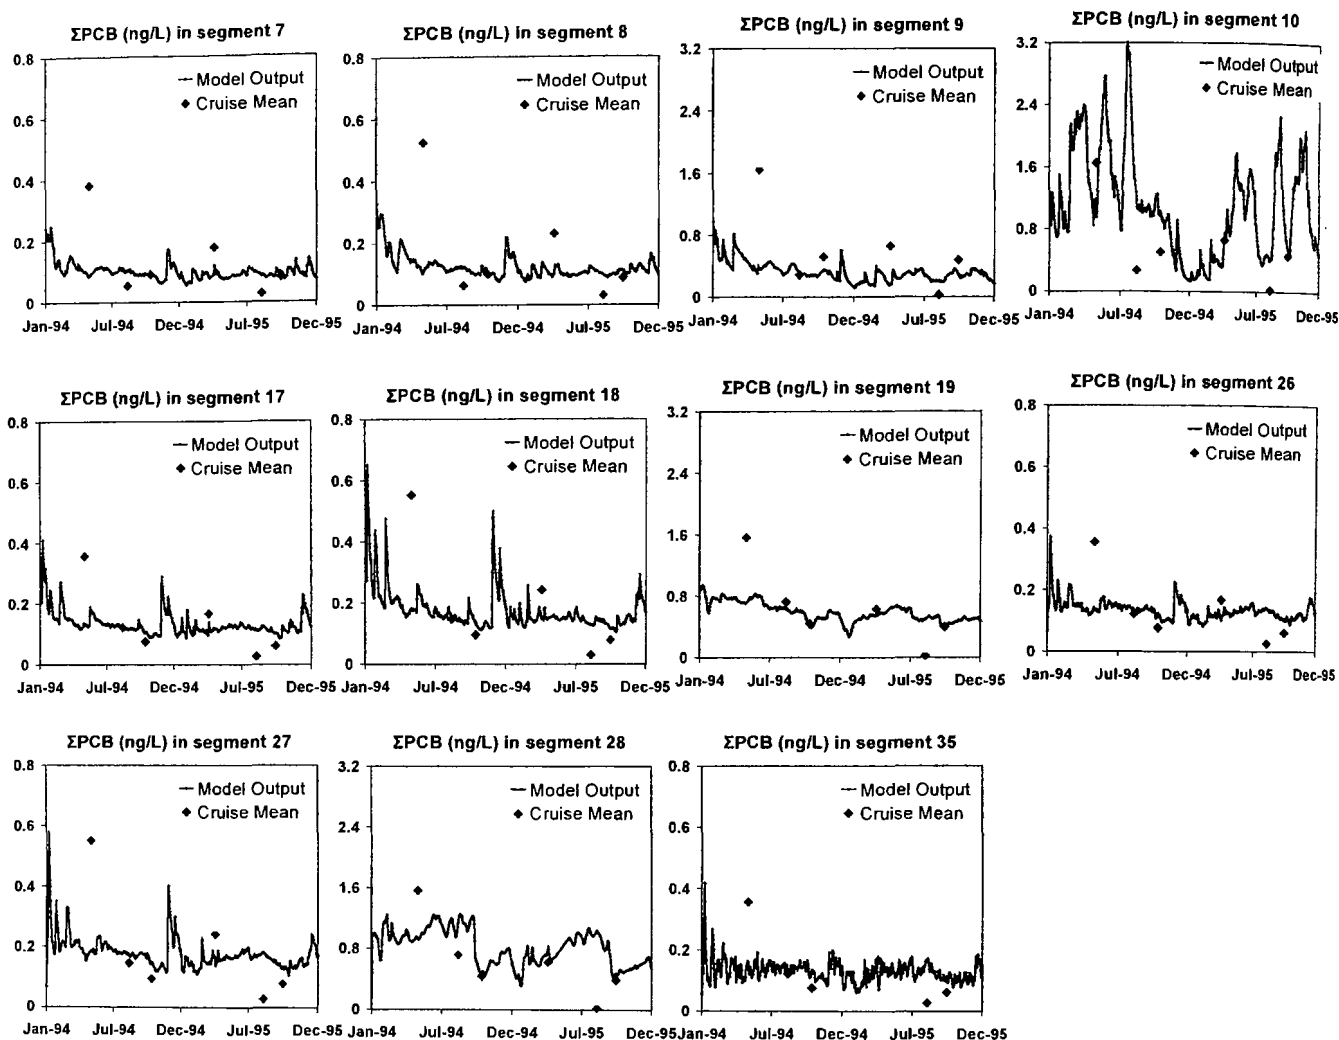 ΣPCB (ng/L) in segment 7
0.8
0.6
0.4
0.2
0
Model Output
Cruise Mean
Jan-94 Jul-94 Dec-94 Jul-95 Dec-95
ΣPCB (ng/L) in segment 8
0.8
0.6
0.4
0.2
0
Model Output
Cruise Mean
Jan-94 Jul-94 Dec-94 Jul-95 Dec-95
ΣPCB (ng/L) in segment 9
3.2
2.4
1.6
0.8
0
Model Output
Cruise Mean
Jan-94 Jul-94 Dec-94 Jul-95 Dec-95
ΣPCB (ng/L) in segment 10
3.2
2.4
1.6
0.8
0
Model Output
Cruise Mean
Jan-94 Jul-94 Dec-94 Jul-95 Dec-95
ΣPCB (ng/L) in segment 17
0.8
0.6
0.4
0.2
0
Model Output
Cruise Mean
Jan-94 Jul-94 Dec-94 Jul-95 Dec-95
ΣPCB (ng/L) in segment 18
0.8
0.6
0.4
0.2
0
Model Output
Cruise Mean
Jan-94 Jul-94 Dec-94 Jul-95 Dec-95
ΣPCB (ng/L) in segment 19
3.2
2.4
1.6
0.8
0
Model Output
Cruise Mean
Jan-94 Jul-94 Dec-94 Jul-95 Dec-95
ΣPCB (ng/L) in segment 26
0.8
0.6
0.4
0.2
0
Model Output
Cruise Mean
Jan-94 Jul-94 Dec-94 Jul-95 Dec-95
ΣPCB (ng/L) in segment 27
0.8
0.6
0.4
0.2
0
Model Output
Cruise Mean
Jan-94 Jul-94 Dec-94 Jul-95 Dec-95
ΣPCB (ng/L) in segment 28
3.2
2.4
1.6
0.8
0
Model Output
Cruise Mean
Jan-94 Jul-94 Dec-94 Jul-95 Dec-95
ΣPCB (ng/L) in segment 35
0.8
0.6
0.4
0.2
0
Model Output
Cruise Mean
Jan-94 Jul-94 Dec-94 Jul-95 Dec-95